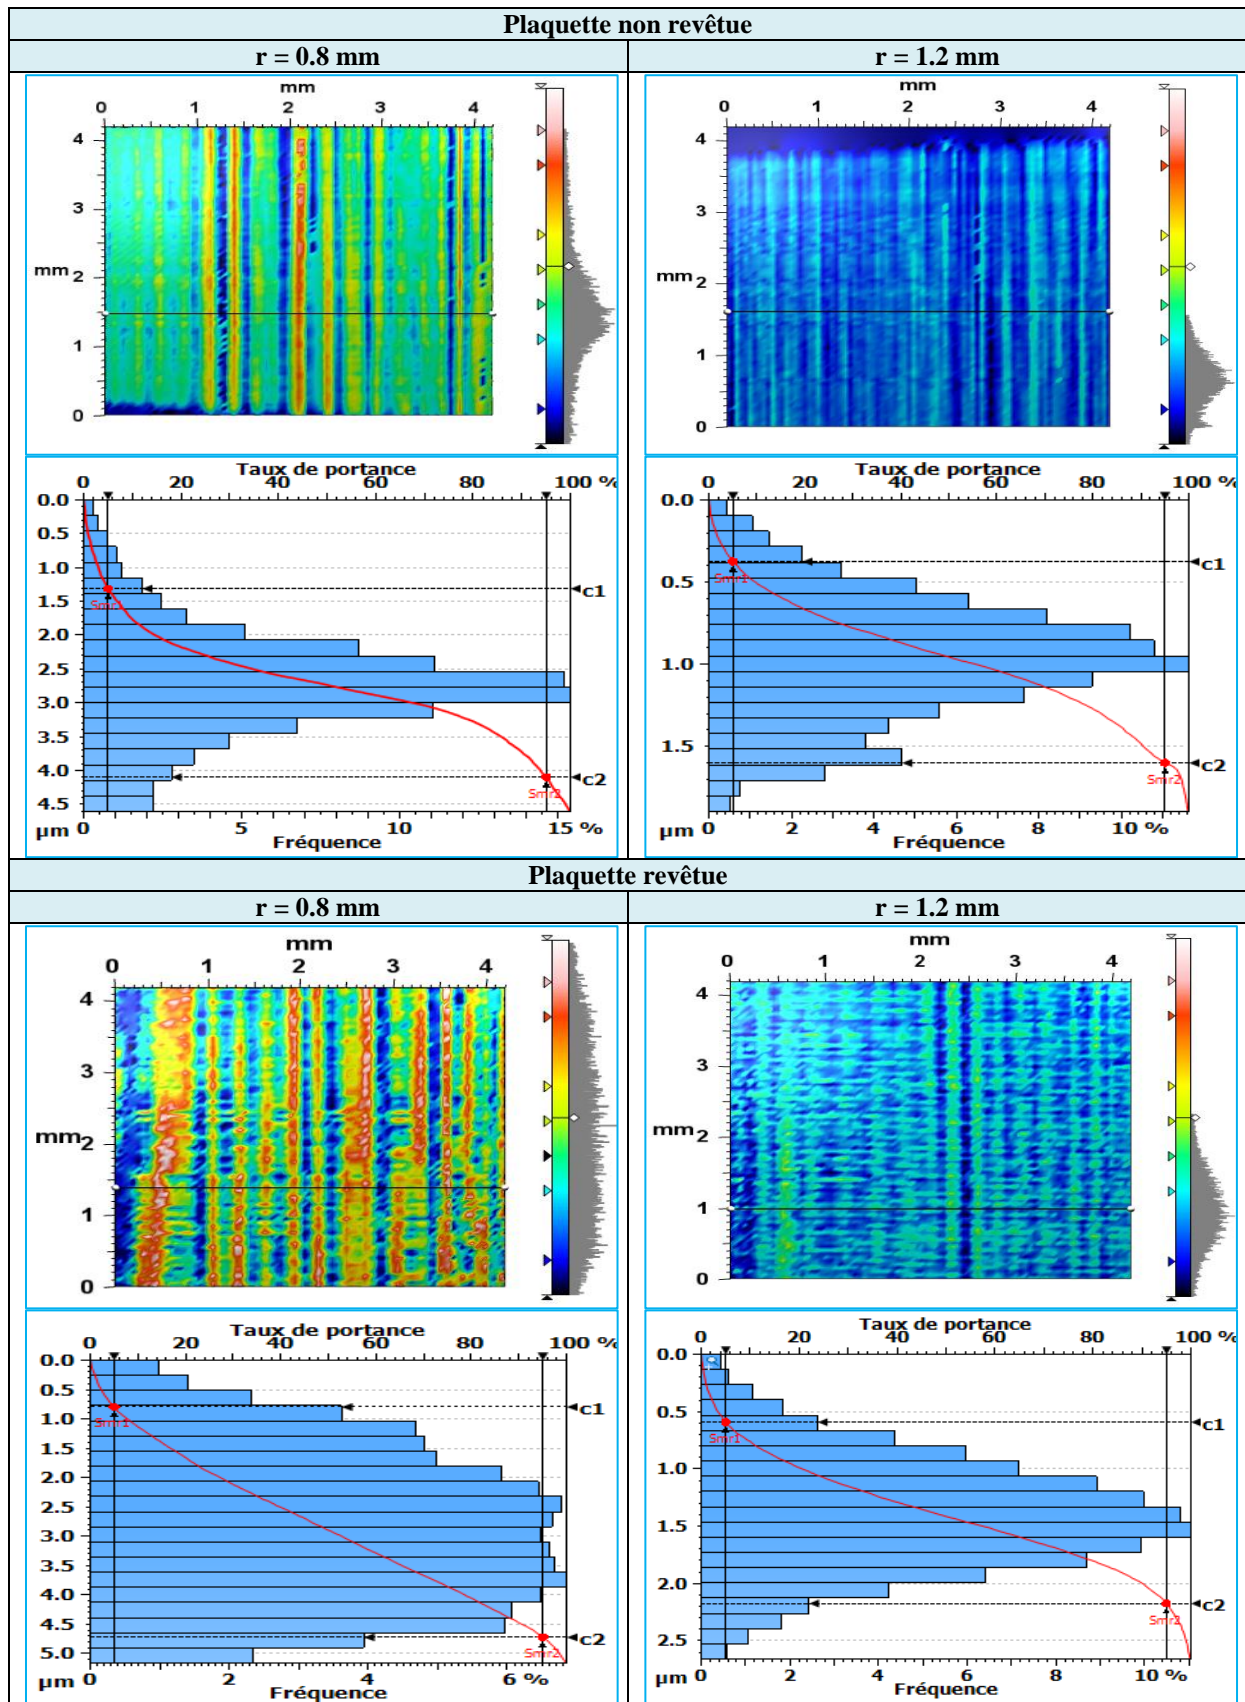 Plaquette non revêtue
r = 0.8 mm
r = 1.2 mm
mm
0 1 2 3 4
4
3
mm 2
1
0
mm
0 1 2 3 4
4
3
mm 2
1
0
Taux de portance
0 20 40 60 80 100 %
0.0
0.5
1.0
c1
Smr1
1.5
2.0
2.5
3.0
3.5
4.0
c2
Smr2
4.5
µm 0 5 10 15 %
Fréquence
Taux de portance
0 20 40 60 80 100 %
0.0
c1
0.5
Smr1
1.0
1.5
c2
Smr2
µm 0 2 4 6 8 10 %
Fréquence
Plaquette revêtue
r = 0.8 mm
r = 1.2 mm
mm
0 1 2 3 4
4
3
mm 2
1
0
mm
0 1 2 3 4
4
3
mm 2
1
0
Taux de portance
0 20 40 60 80 100 %
0.0
0.5
c1
1.0
Smr1
1.5
2.0
2.5
3.0
3.5
4.0
4.5
c2
5.0
Smr2
µm 0 2 4 6 %
Fréquence
Taux de portance
0 20 40 60 80 100 %
0.0
0.5
c1
Smr1
1.0
1.5
2.0
c2
Smr2
2.5
µm 0 2 4 6 8 10 %
Fréquence